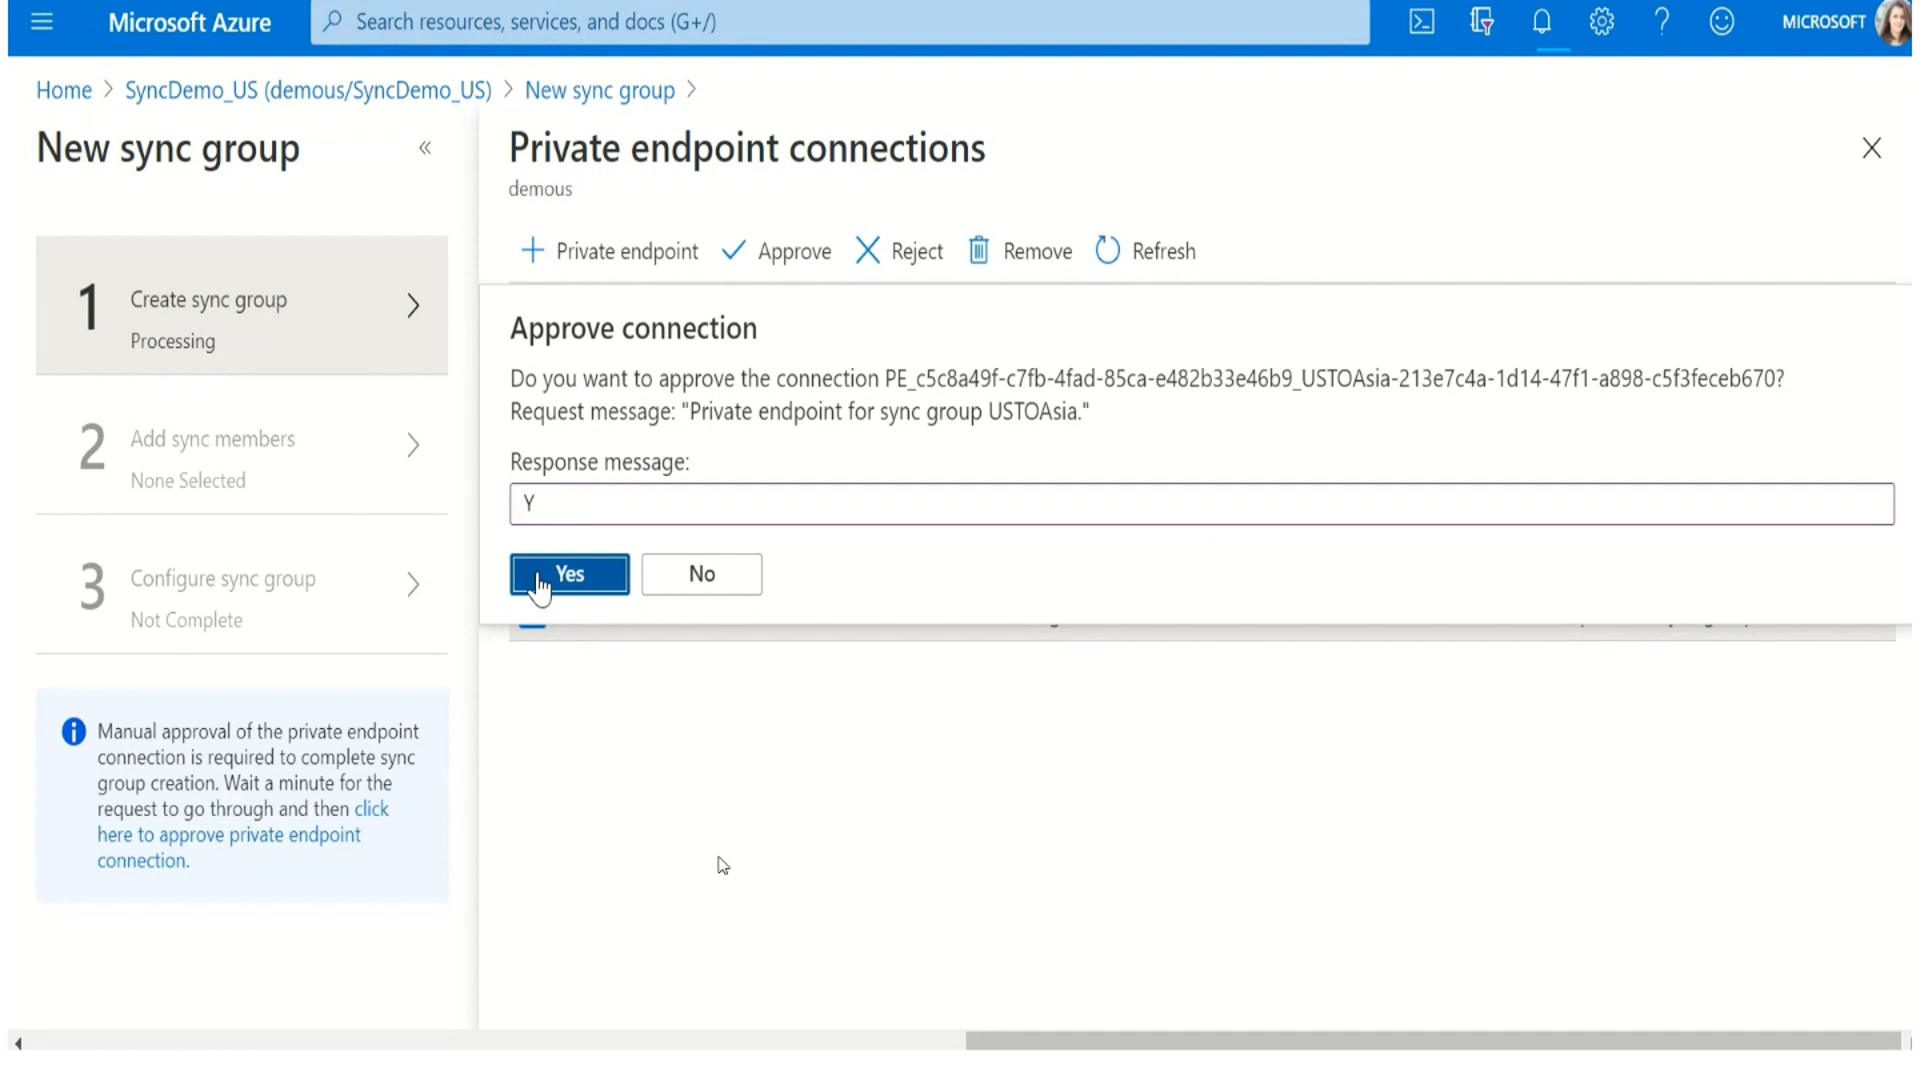 Microsoft Azure
Search resources, services, and docs (G+/)
MICROSOFT
Home > SyncDemo_US (demous/SyncDemo_US) > New sync group >
New sync group «
Private endpoint connections
demous
Private endpoint Approve Reject Remove Refresh
1 Create sync group
Processing
2 Add sync members
None Selected
3 Configure sync group
Not Complete
Manual approval of the private endpoint
connection is required to complete sync
group creation. Wait a minute for the
request to go through and then click
here to approve private endpoint
connection.
Approve connection
Do you want to approve the connection PE_c5c8a49f-c7fb-4fad-85ca-e482b33e46b9_USTOAsia-213e7c4a-1d14-47f1-a898-c5f3feceb670?
Request message: "Private endpoint for sync group USTOAsia."
Response message:
Y
Yes No